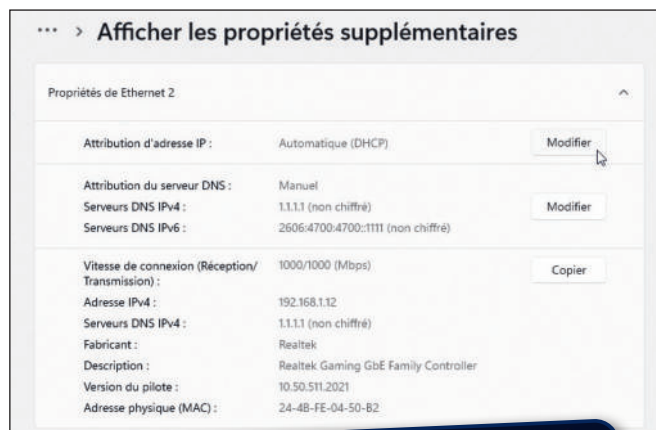 ··· > Afficher les propriétés supplémentaires
Propriétés de Ethernet 2
Attribution d'adresse IP : Automatique (DHCP) Modifier
Attribution du serveur DNS : Manuel
Serveurs DNS IPv4 : 1.1.1.1 (non chiffré) Modifier
Serveurs DNS IPv6 : 2606:4700:4700::1111 (non chiffré)
Vitesse de connexion (Réception/ 1000/1000 (Mbps) Copier
Transmission) :
Adresse IPv4 : 192.168.1.12
Serveurs DNS IPv4 : 1.1.1.1 (non chiffré)
Fabricant : Realtek
Description : Realtek Gaming GbE Family Controller
Version du pilote : 10.50.511.2021
Adresse physique (MAC) : 24-4B-FE-04-50-B2